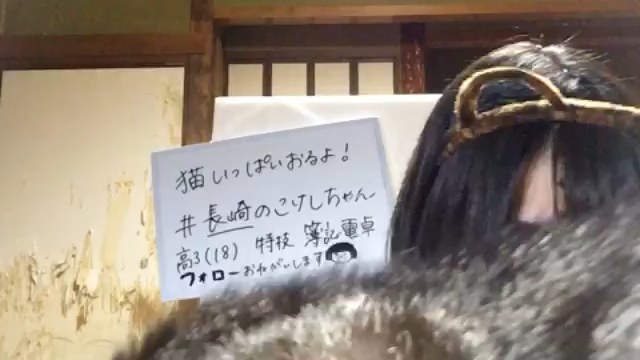 猫いっぱいおるよ!
#長崎のこけしちゃん
高3(18) 特技 簿記電卓
フォローおねがいします